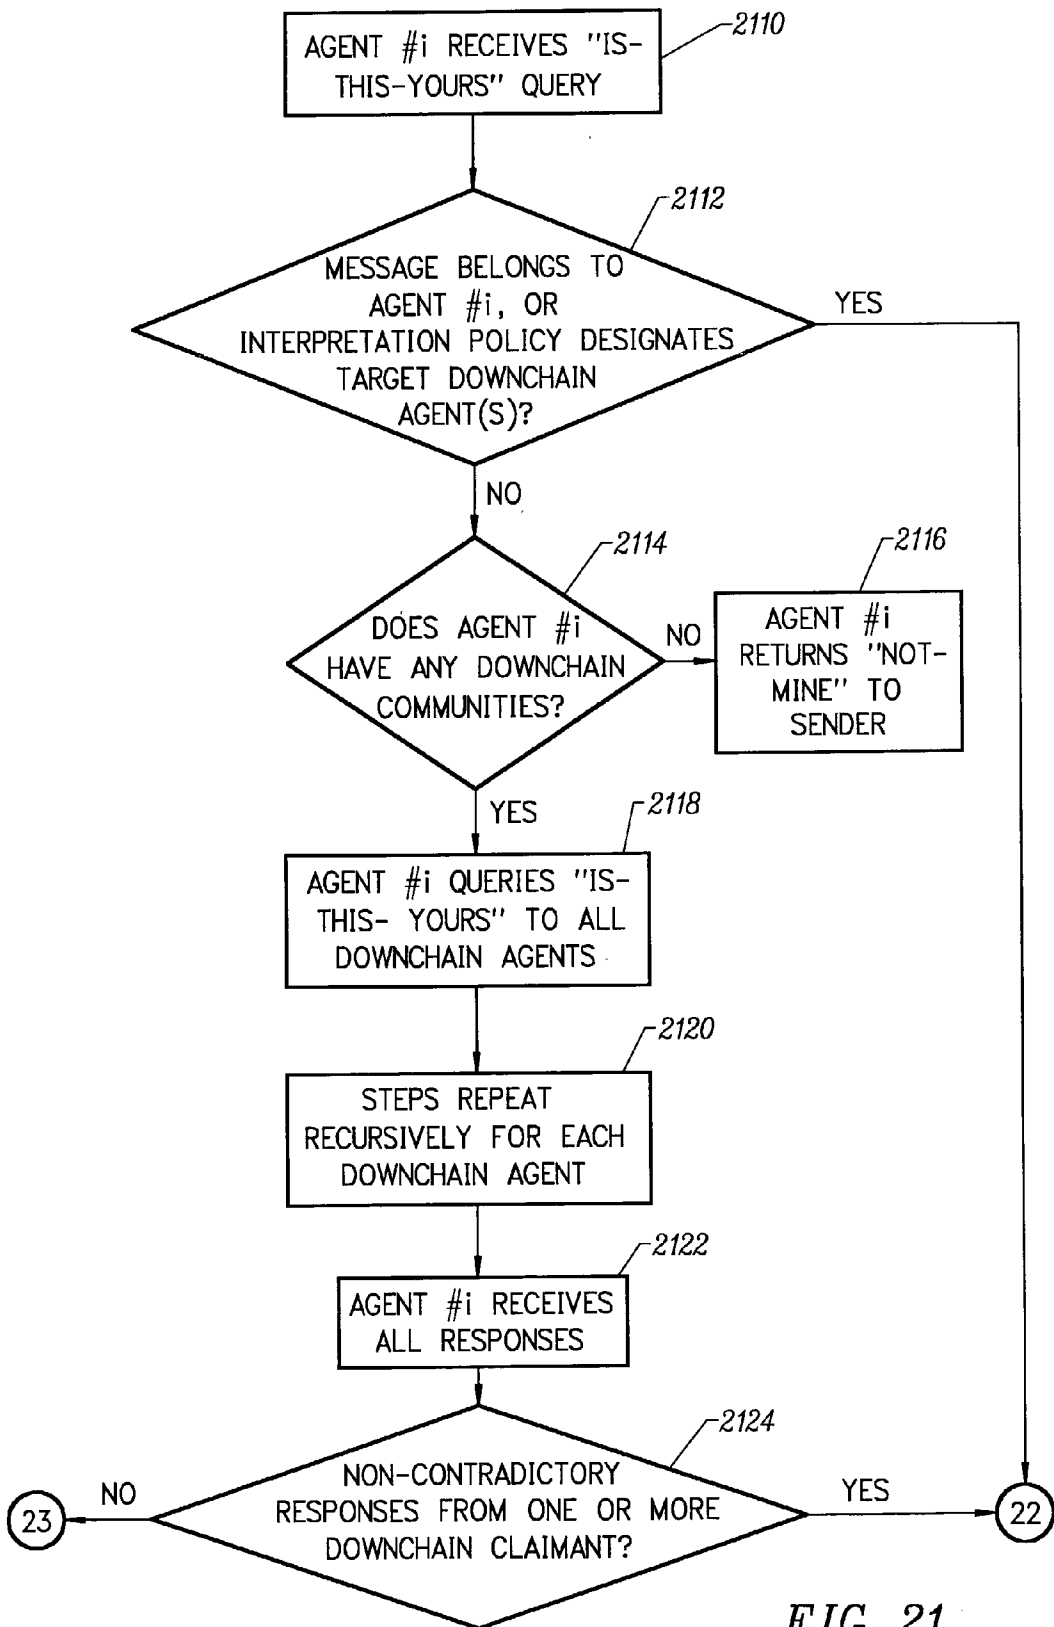 AGENT #i RECEIVES "IS-
THIS-YOURS" QUERY
2110
2112
MESSAGE BELONGS TO
AGENT #i, OR
INTERPRETATION POLICY DESIGNATES
TARGET DOWNCHAIN
AGENT(S)?
YES
NO
2114
DOES AGENT #i
HAVE ANY DOWNCHAIN
COMMUNITIES?
NO
2116
AGENT #i
RETURNS "NOT-
MINE" TO
SENDER
YES
2118
AGENT #i QUERIES "IS-
THIS- YOURS" TO ALL
DOWNCHAIN AGENTS
2120
STEPS REPEAT
RECURSIVELY FOR EACH
DOWNCHAIN AGENT
2122
AGENT #i RECEIVES
ALL RESPONSES
2124
NON-CONTRADICTORY
RESPONSES FROM ONE OR MORE
DOWNCHAIN CLAIMANT?
NO
23
YES
22
FIG. 21